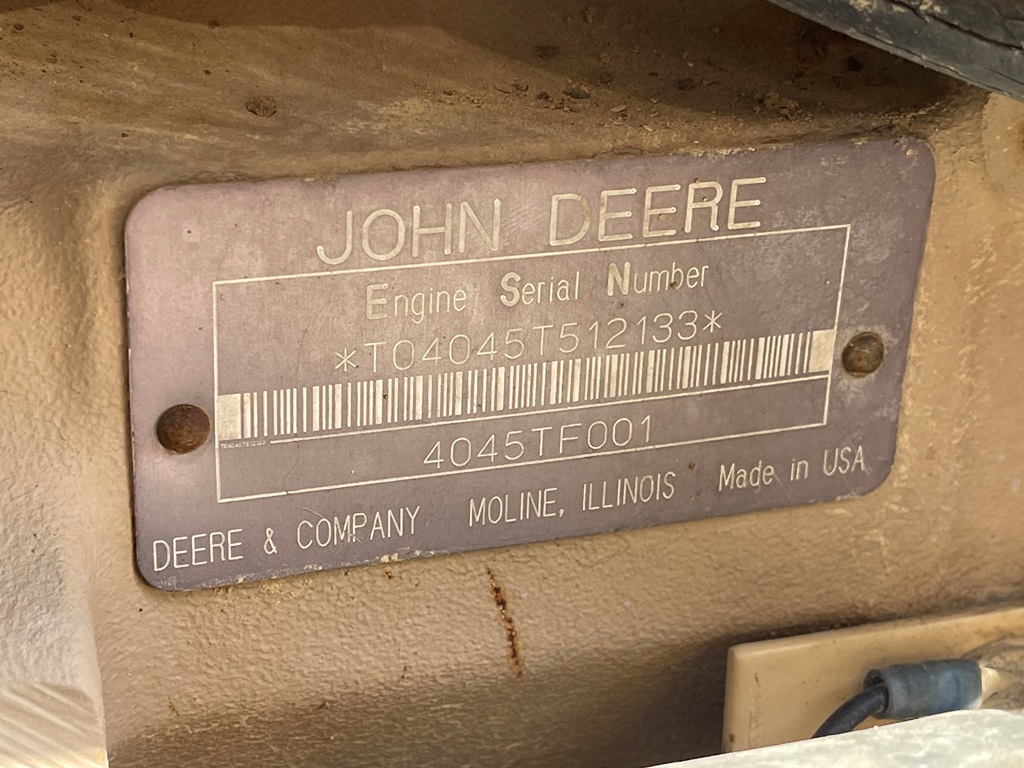 JOHN DEERE
Engine Serial Number
*T04045T512133*
4045TF001
DEERE & COMPANY MOLINE, ILLINOIS Made in USA